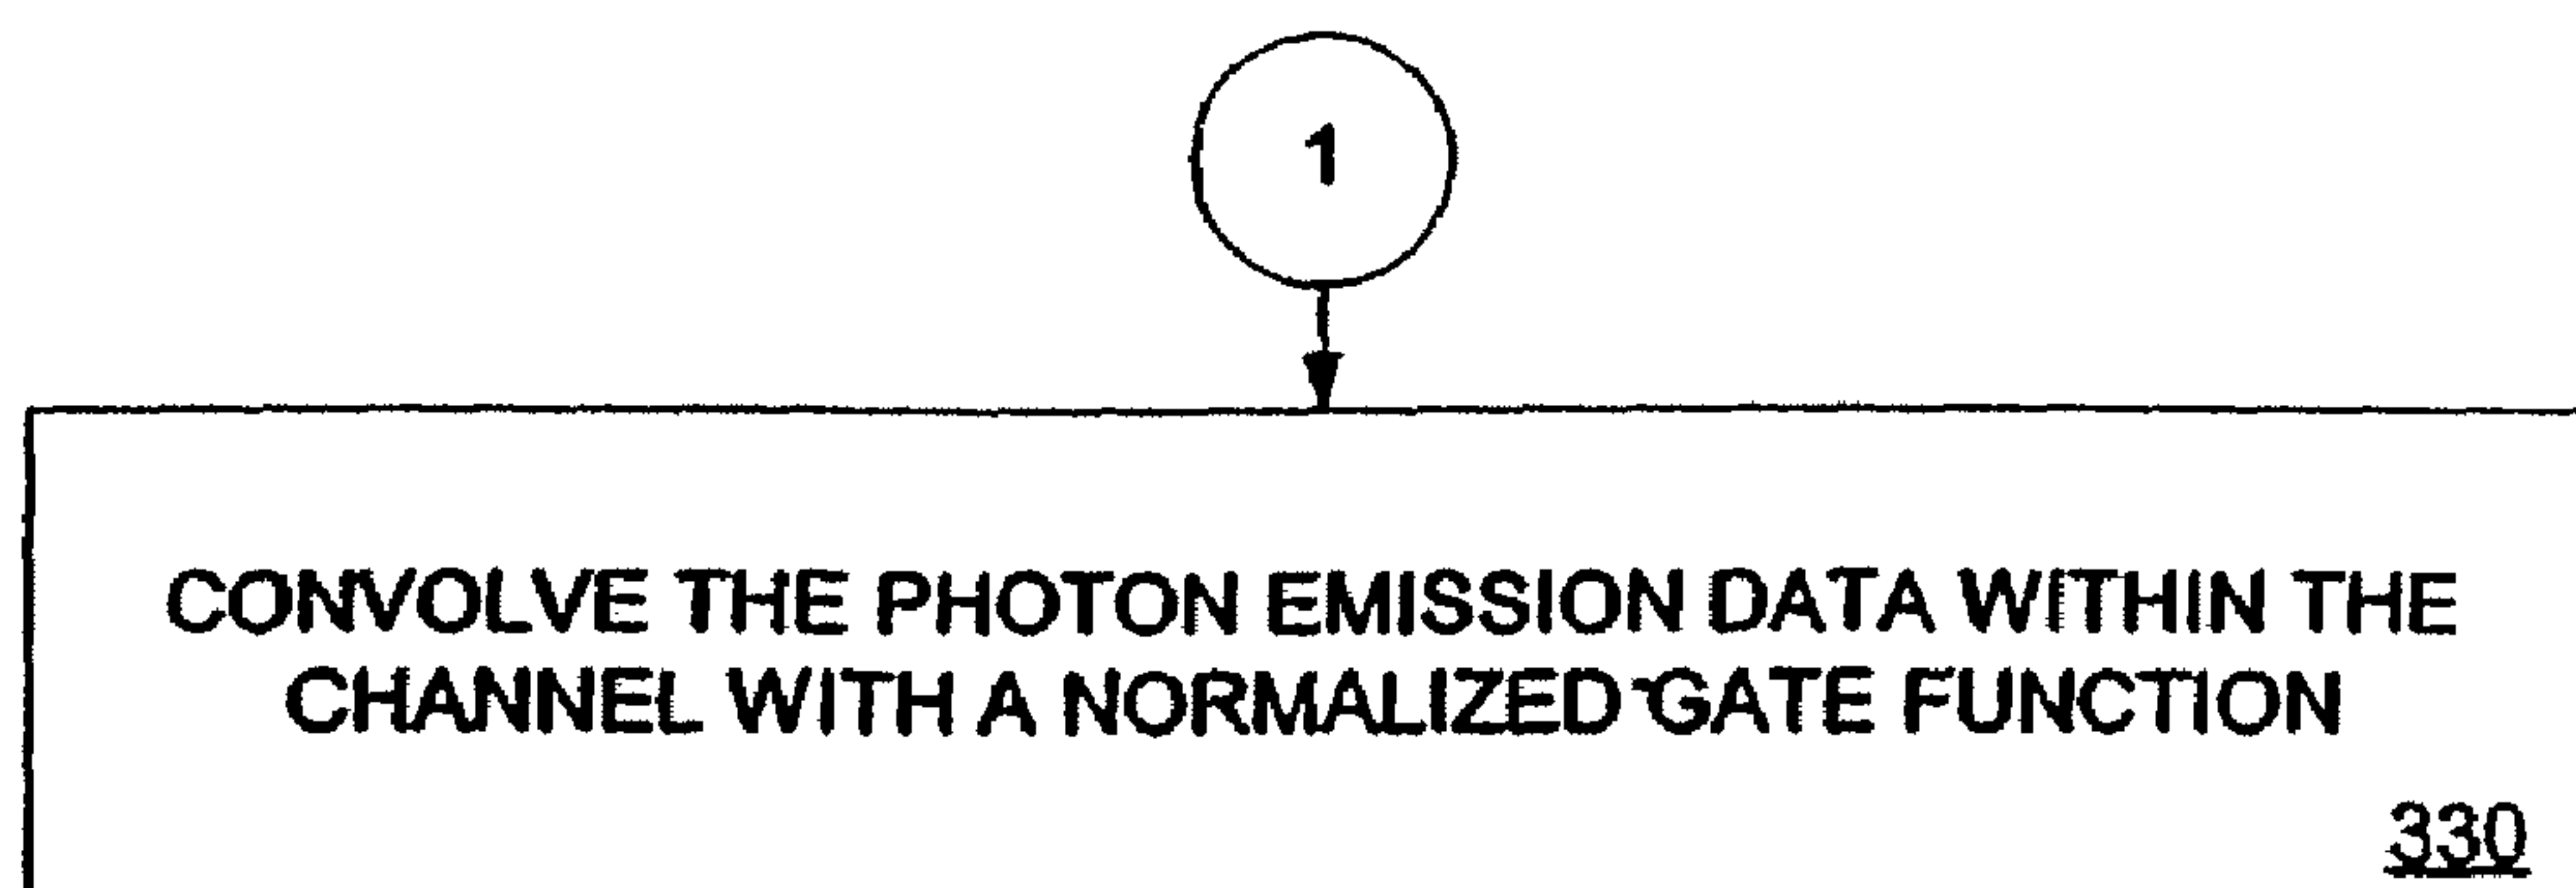 1
CONVOLVE THE PHOTON EMISSION DATA WITHIN THE
CHANNEL WITH A NORMALIZED GATE FUNCTION
330